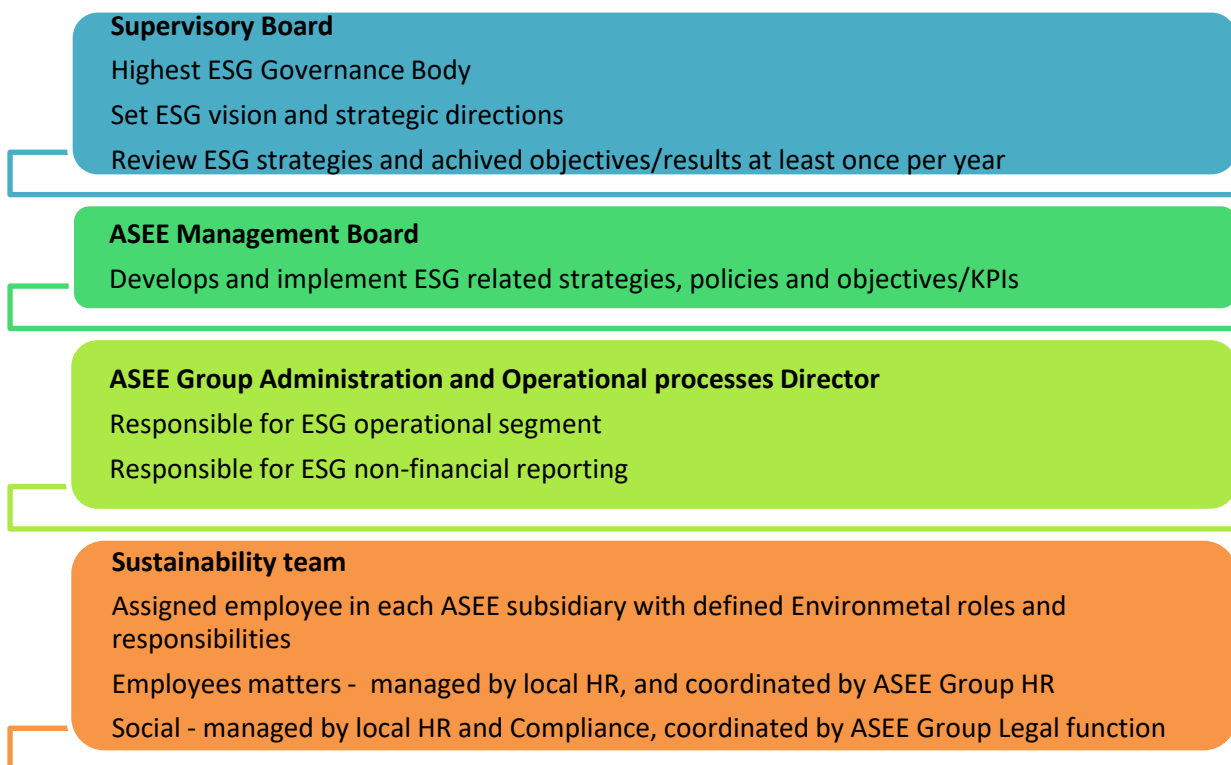 Supervisory Board
Highest ESG Governance Body
Set ESG vision and strategic directions
Review ESG strategies and achived objectives/results at least once per year
ASEE Management Board
Develops and implement ESG related strategies, policies and objectives/KPIs
ASEE Group Administration and Operational processes Director
Responsible for ESG operational segment
Responsible for ESG non-financial reporting
Sustainability team
Assigned employee in each ASEE subsidiary with defined Environmetal roles and
responsibilities
Employees matters -  managed by local HR, and coordinated by ASEE Group HR
Social - managed by local HR and Compliance, coordinated by ASEE Group Legal function